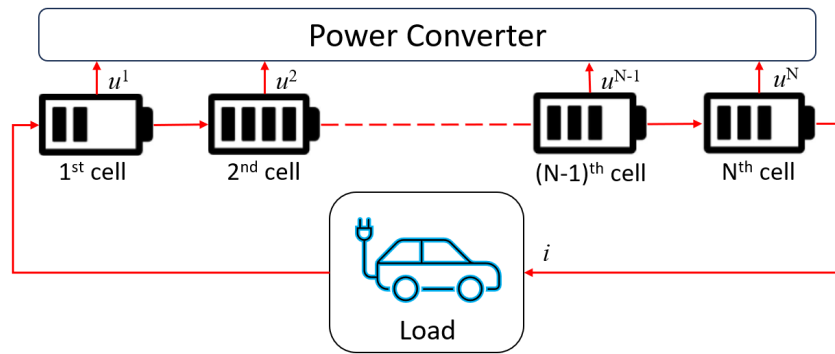 Power Converter
u¹ u² uᴺ⁻¹ uᴺ
1ˢᵗ cell 2ⁿᵈ cell (N-1)ᵗʰ cell Nᵗʰ cell
i
Load